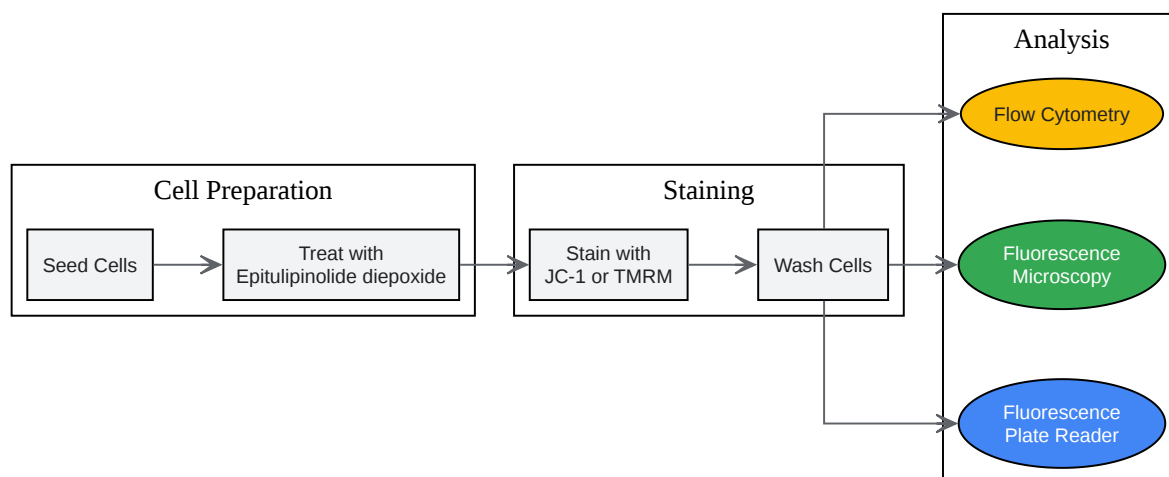 Cell Preparation
Seed Cells
Treat with
Epitulipinolide diepoxide
Staining
Stain with
JC-1 or TMRM
Wash Cells
Analysis
Flow Cytometry
Fluorescence
Microscopy
Fluorescence
Plate Reader